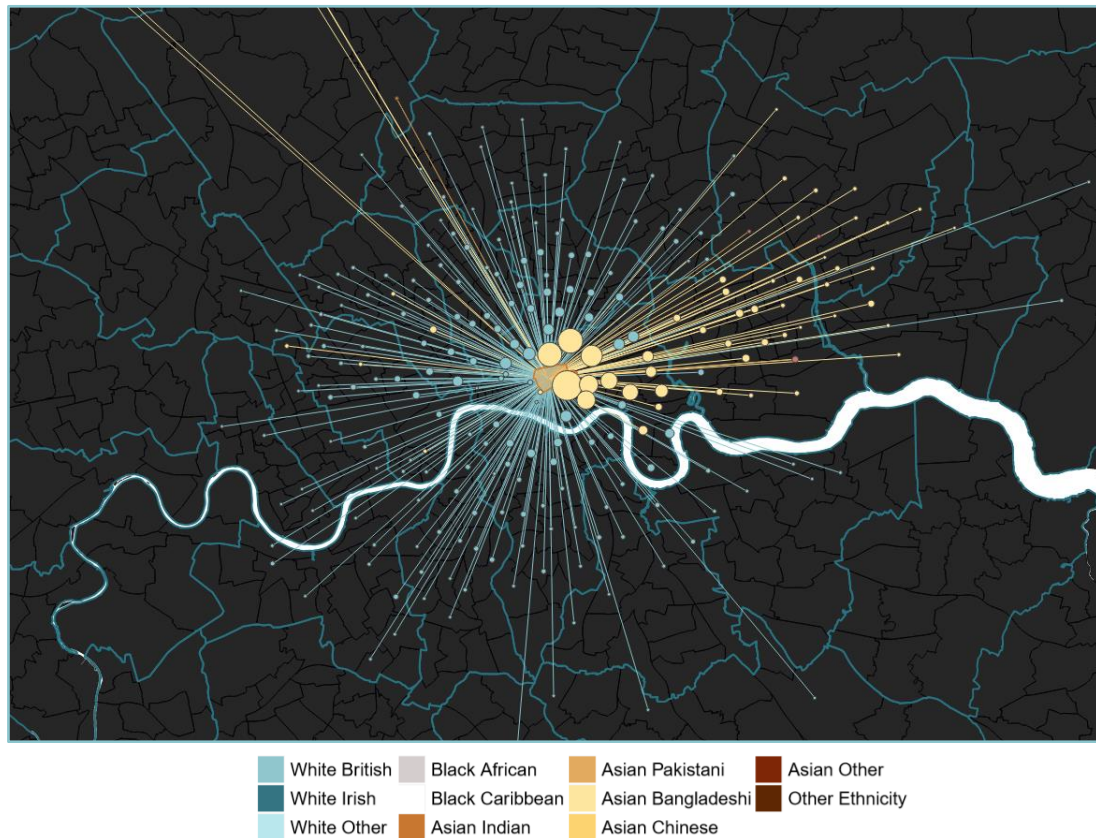 White British
Black African
Asian Pakistani
Asian Other
White Irish
Black Caribbean
Asian Bangladeshi
Other Ethnicity
White Other
Asian Indian
Asian Chinese